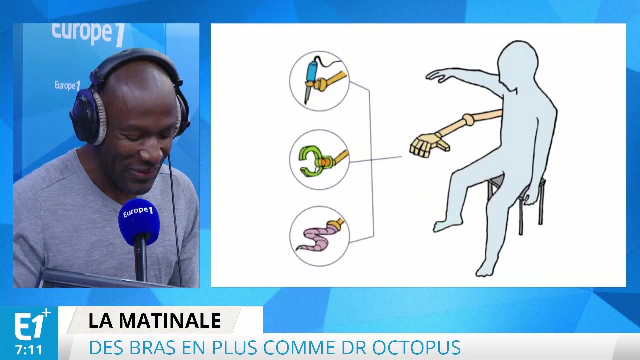 Europe 1
Europe 1
Europe 1
E1+
7:11
LA MATINALE
DES BRAS EN PLUS COMME DR OCTOPUS